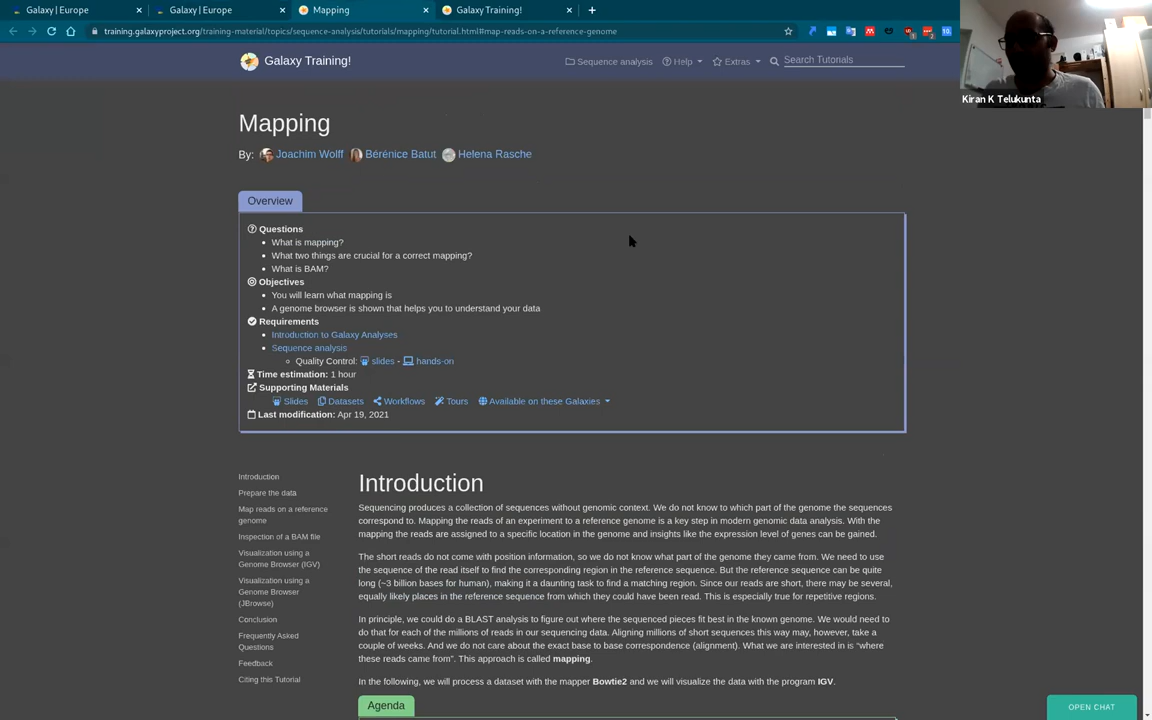 Galaxy | Europe
Galaxy | Europe
Mapping
Galaxy Training!
training.galaxyproject.org/training-material/topics/sequence-analysis/tutorials/mapping/tutorial.html#map-reads-on-a-reference-genome
Galaxy Training!
Sequence analysis
Help
Extras
Search Tutorials
Kiran K Telukunta
Mapping
By: Joachim Wolff Bérénice Batut Helena Rasche
Overview
Questions
What is mapping?
What two things are crucial for a correct mapping?
What is BAM?
Objectives
You will learn what mapping is
A genome browser is shown that helps you to understand your data
Requirements
Introduction to Galaxy Analyses
Sequence analysis
Quality Control: slides - hands-on
Time estimation: 1 hour
Supporting Materials
Slides Datasets Workflows Tours Available on these Galaxies
Last modification: Apr 19, 2021
Introduction
Prepare the data
Map reads on a reference
genome
Inspection of a BAM file
Visualization using a
Genome Browser (IGV)
Visualization using a
Genome Browser
(JBrowse)
Conclusion
Frequently Asked
Questions
Feedback
Citing this Tutorial
Introduction
Sequencing produces a collection of sequences without genomic context. We do not know to which part of the genome the sequences
correspond to. Mapping the reads of an experiment to a reference genome is a key step in modern genomic data analysis. With the
mapping the reads are assigned to a specific location in the genome and insights like the expression level of genes can be gained.
The short reads do not come with position information, so we do not know what part of the genome they came from. We need to use
the sequence of the read itself to find the corresponding region in the reference sequence. But the reference sequence can be quite
long (~3 billion bases for human), making it a daunting task to find a matching region. Since our reads are short, there may be several,
equally likely places in the reference sequence from which they could have been read. This is especially true for repetitive regions.
In principle, we could do a BLAST analysis to figure out where the sequenced pieces fit best in the known genome. We would need to
do that for each of the millions of reads in our sequencing data. Aligning millions of short sequences this way may, however, take a
couple of weeks. And we do not care about the exact base to base correspondence (alignment). What we are interested in is “where
these reads came from”. This approach is called mapping.
In the following, we will process a dataset with the mapper Bowtie2 and we will visualize the data with the program IGV.
Agenda
OPEN CHAT